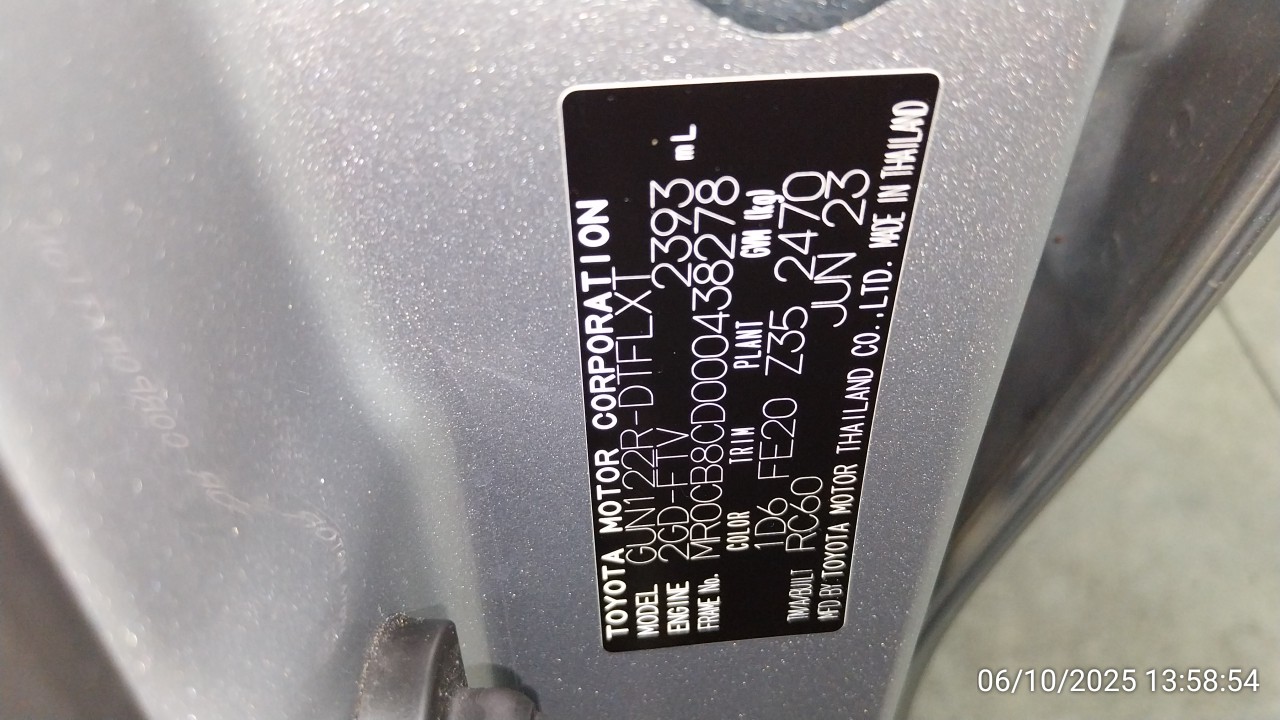 TOYOTA MOTOR CORPORATION
MODEL GUN122R-DTFLXT
ENGINE 2GD-FTV 2393 mL
FRAME No. MR0CB8CD000438278
COLOR TRIM PLANT GVM (kg)
1D6 FE20 Z35 2470
TMA/BUILT RC60 JUN 23
MFD BY TOYOTA MOTOR THAILAND CO.,LTD. MADE IN THAILAND
06/10/2025 13:58:54